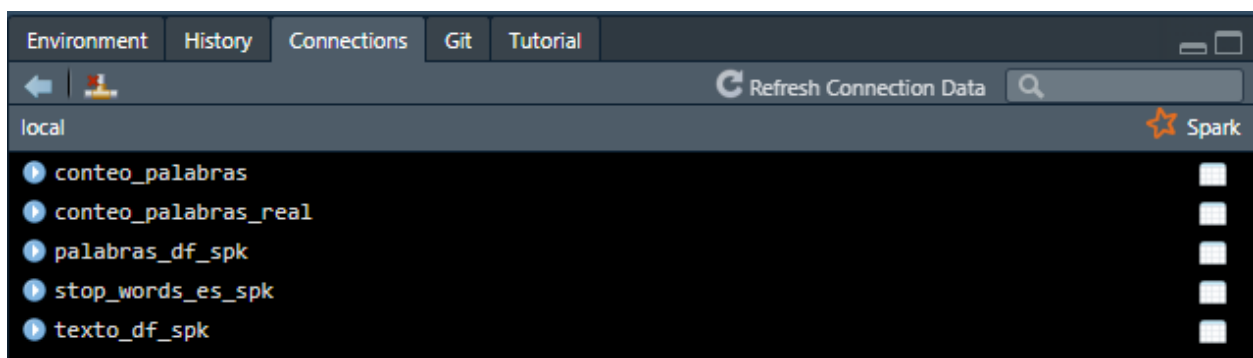 Environment History Connections Git Tutorial
Refresh Connection Data
local Spark
conteo_palabras
conteo_palabras_real
palabras_df_spk
stop_words_es_spk
texto_df_spk